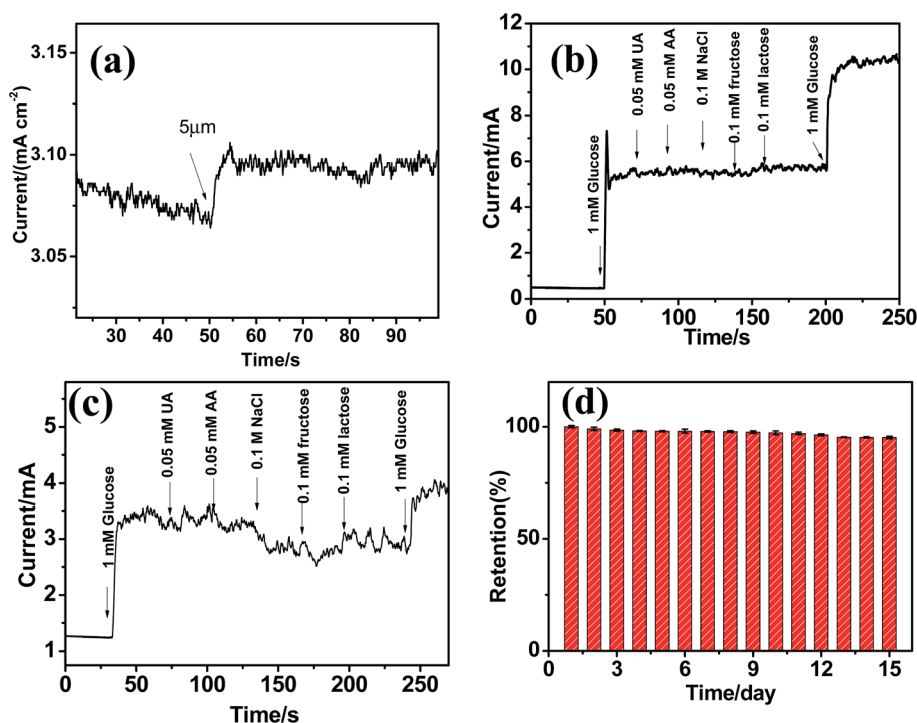 (a)
3.15
3.10
3.05
5μm
30 40 50 60 70 80 90
Time/s
Current/(mA cm⁻²)
(b)
12
10
8
6
4
2
0
1 mM Glucose
0.05 mM UA
0.05 mM AA
0.1 M NaCl
0.1 mM fructose
0.1 mM lactose
1 mM Glucose
0 50 100 150 200 250
Time/s
Current/mA
(c)
5
4
3
2
1
1 mM Glucose
0.05 mM UA
0.05 mM AA
0.1 M NaCl
0.1 mM fructose
0.1 mM lactose
1 mM Glucose
0 50 100 150 200 250
Time/s
Current/mA
(d)
100
50
0
0 3 6 9 12 15
Time/day
Retention(%)